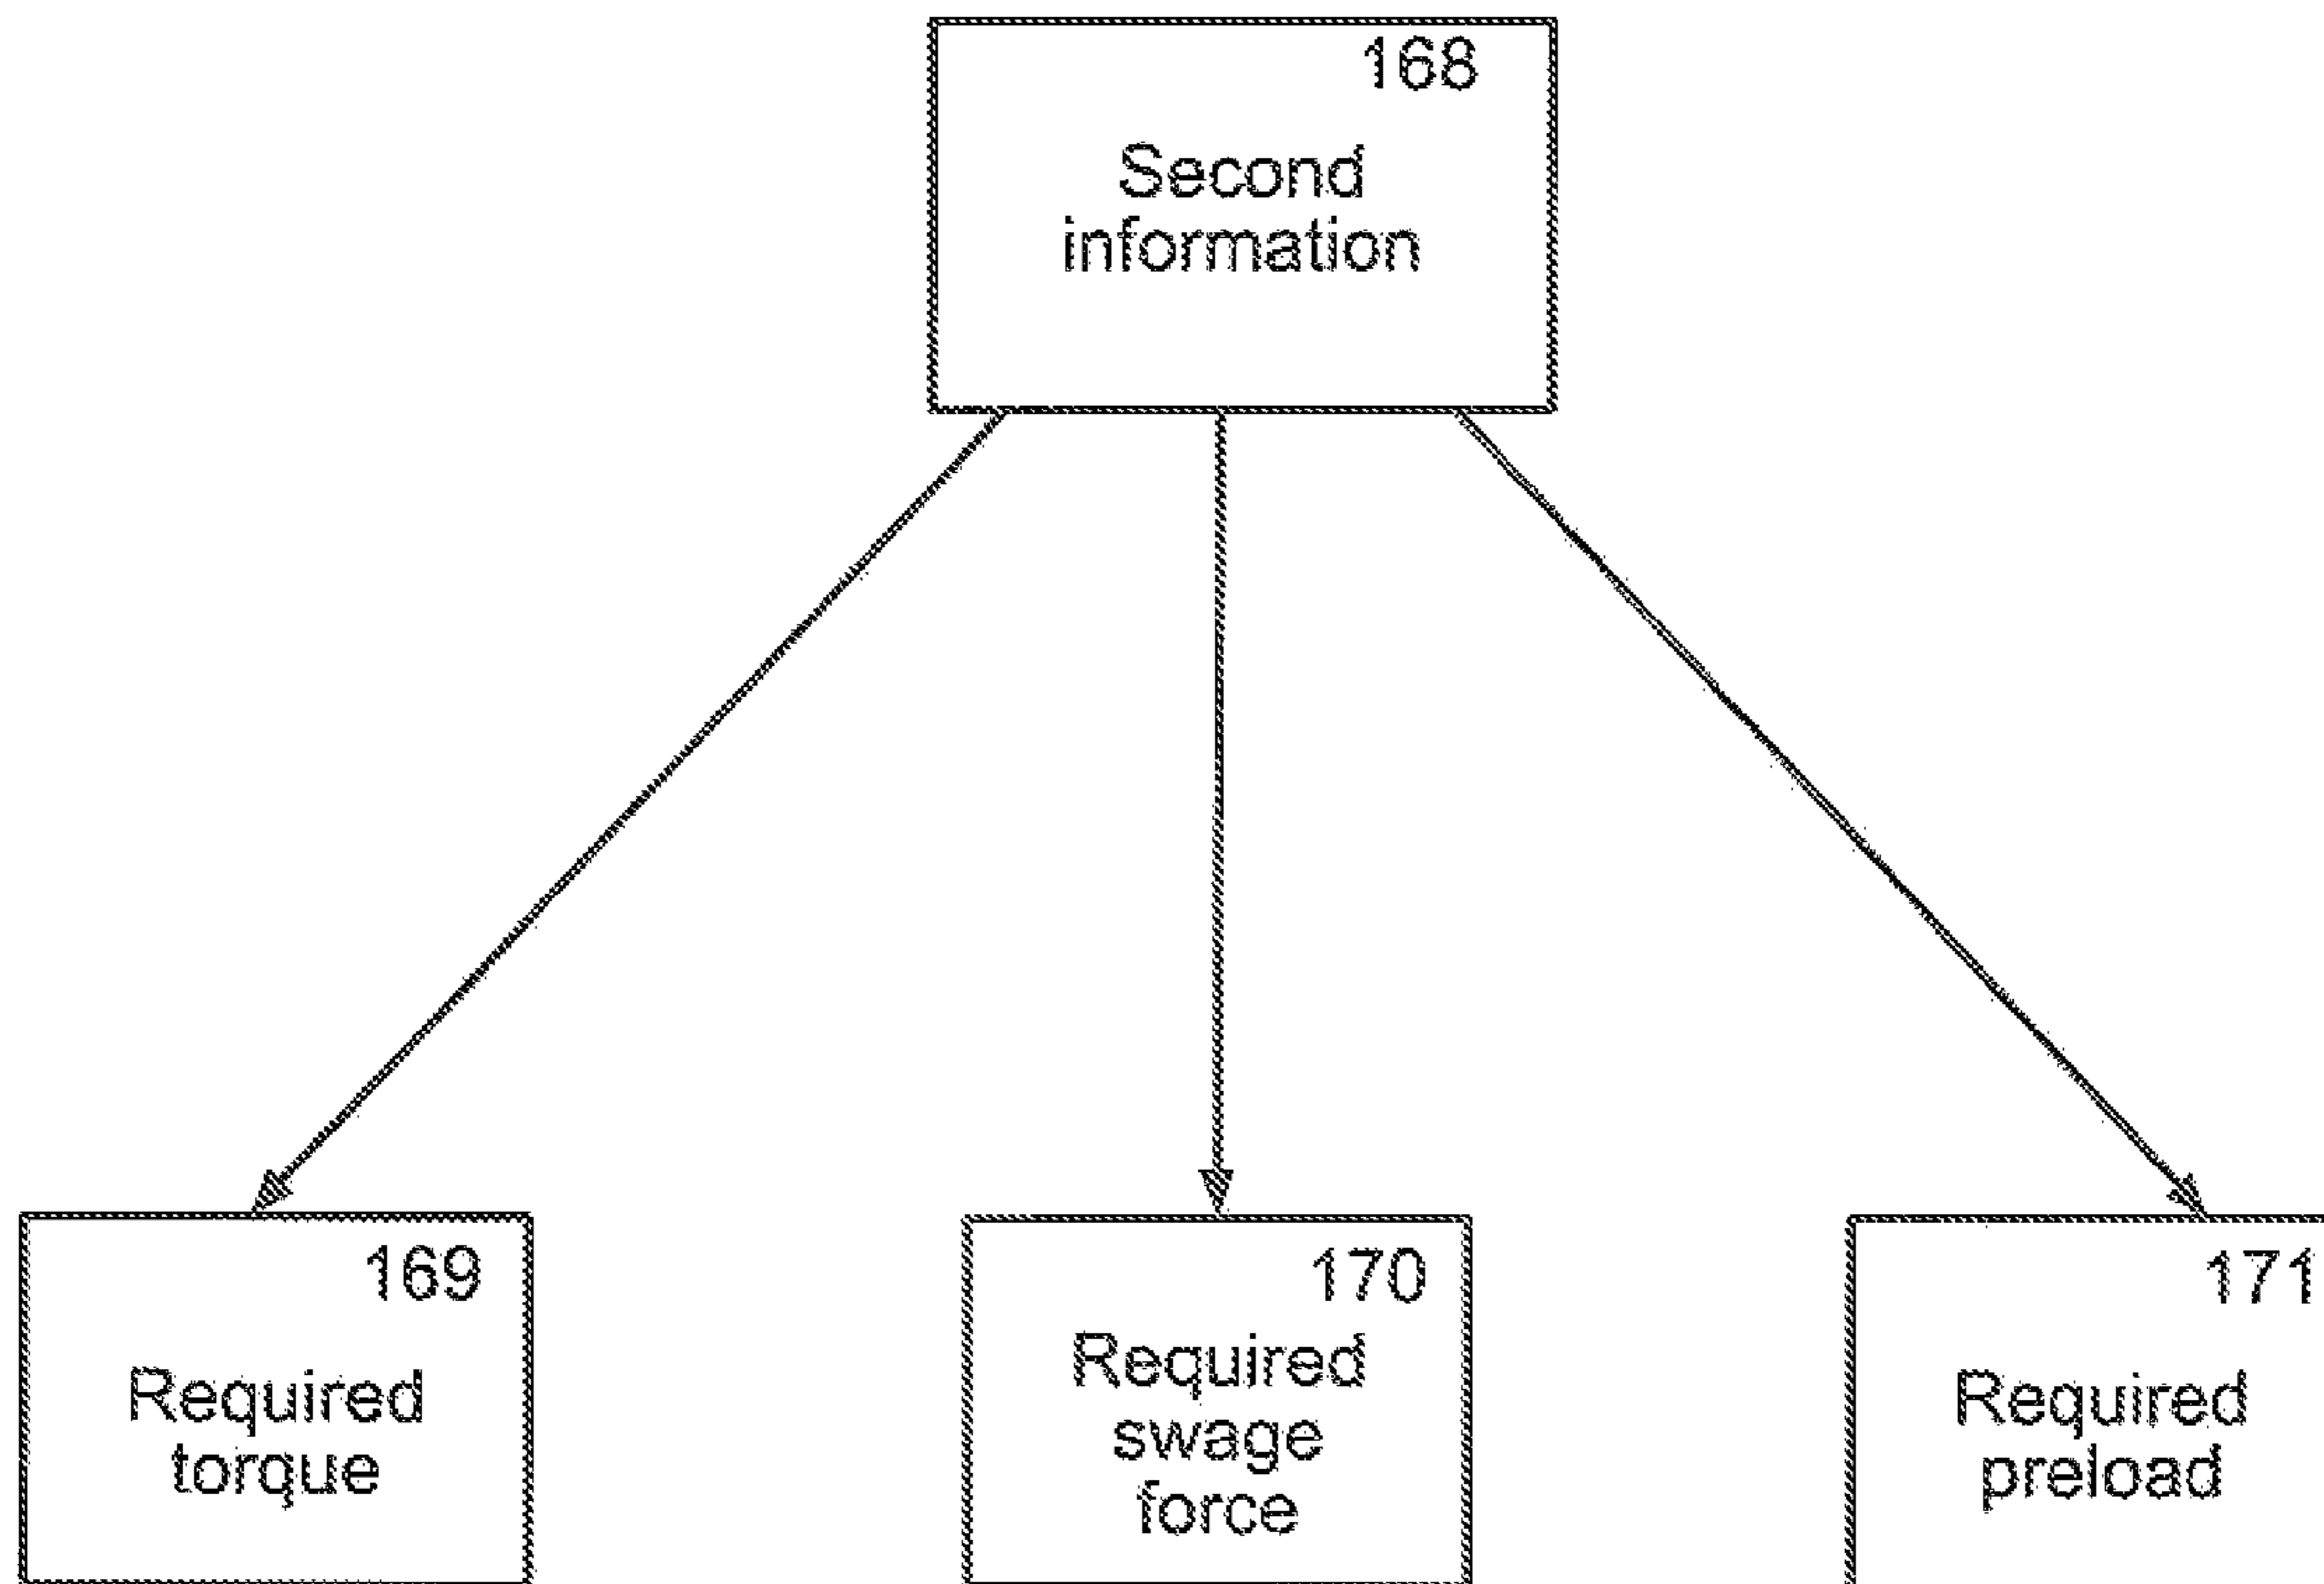 168
Second
information
169
Required
torque
170
Required
swage
force
171
Required
preload